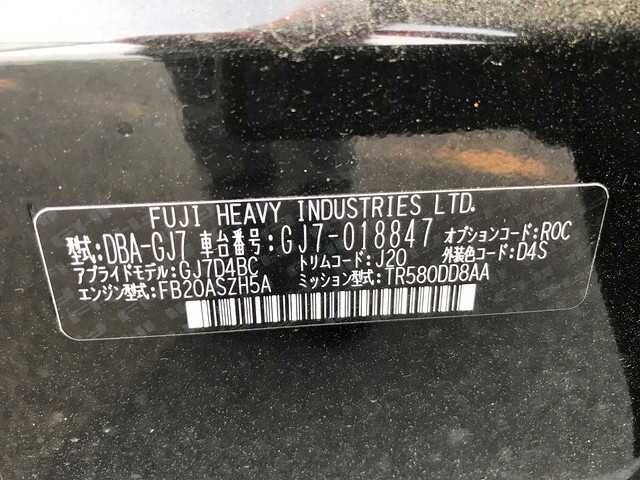 FUJI HEAVY INDUSTRIES LTD.
型式:DBA-GJ7 車台番号:GJ7-018847 オプションコード:ROC
アプライドモデル:GJ7D4BC トリムコード:J20 外装色コード:D4S
エンジン型式:FB20ASZH5A ミッション型式:TR580DD8AA